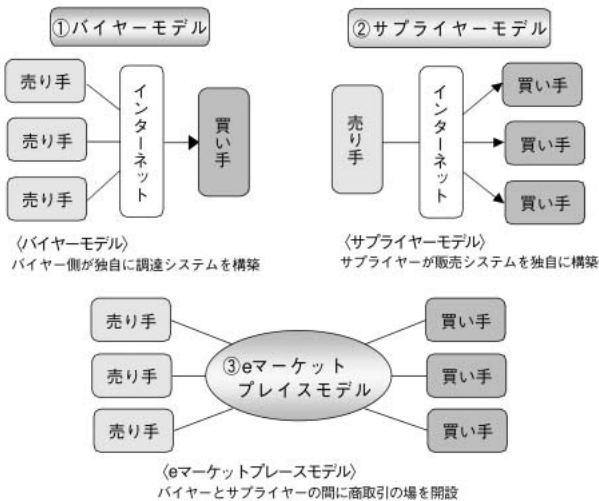 ①バイヤーモデル
売り手
売り手
売り手
インターネット
買い手
〈バイヤーモデル〉
バイヤー側が独自に調達システムを構築
②サプライヤーモデル
売り手
インターネット
買い手
買い手
買い手
〈サプライヤーモデル〉
サプライヤーが販売システムを独自に構築
売り手
売り手
売り手
③eマーケット
プレイスモデル
買い手
買い手
買い手
〈eマーケットプレースモデル〉
バイヤーとサプライヤーの間に商取引の場を開設